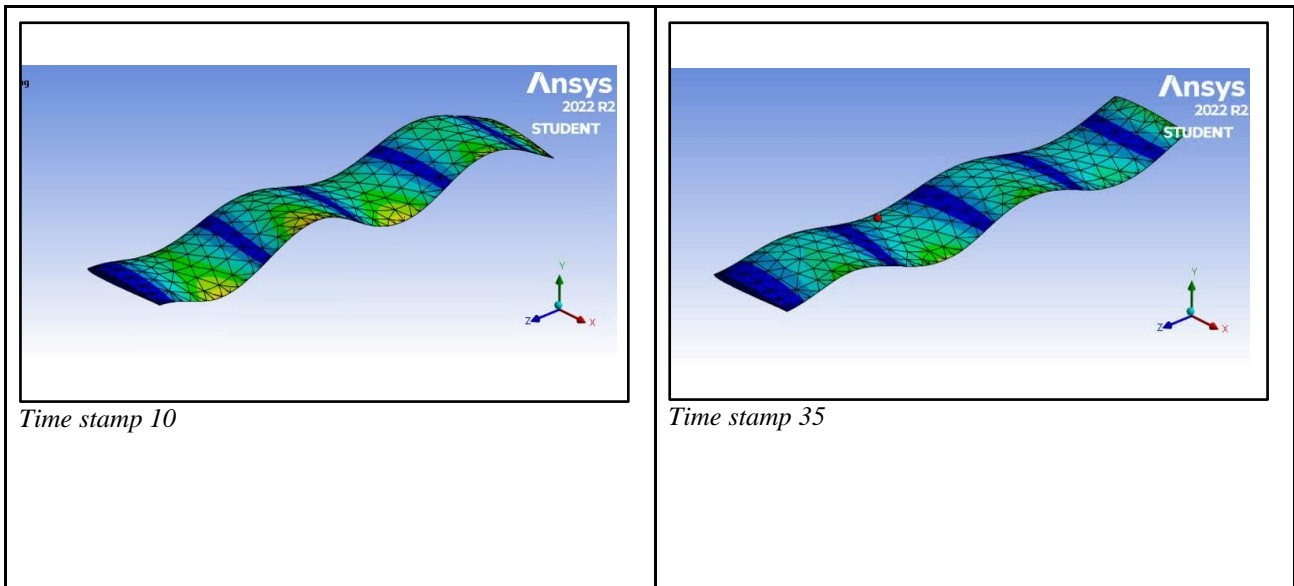 Ansys
2022 R2
STUDENT
Y
Z
X
Time stamp 10
Ansys
2022 R2
STUDENT
Y
Z
X
Time stamp 35